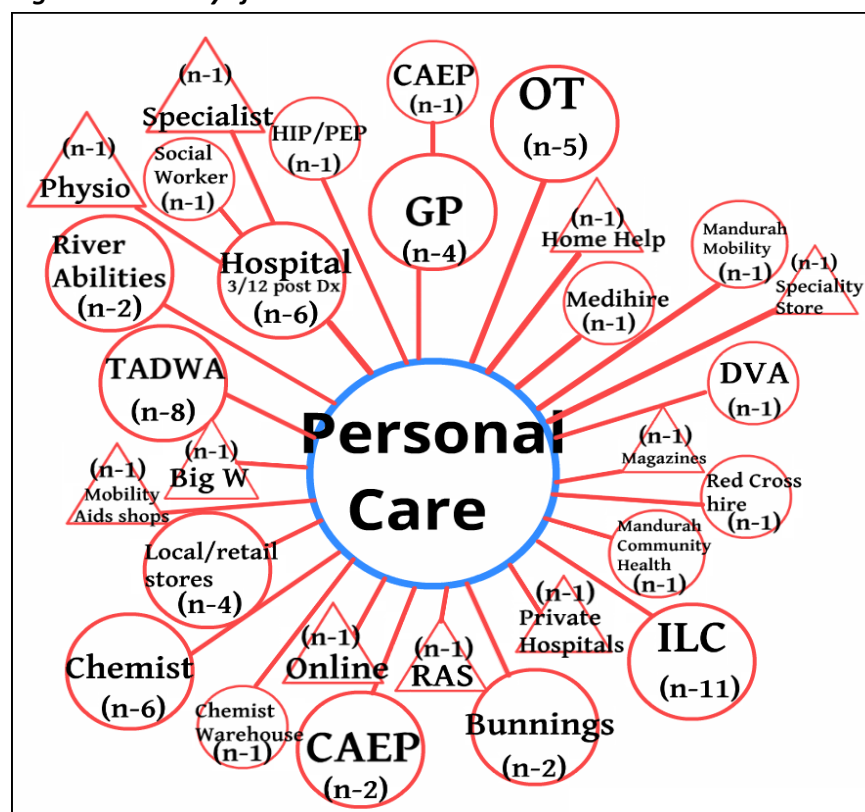 (n-1)
Specialist
CAEP
(n-1)
OT
(n-5)
HIP/PEP
(n-1)
(n-1)
Physio
Social
Worker
(n-1)
GP
(n-4)
(n-1)
Home Help
Mandurah
Mobility
(n-1)
(n-1)
Speciality
Store
River
Abilities
(n-2)
Hospital
3/12 post Dx
(n-6)
Medihire
(n-1)
TADWA
(n-8)
DVA
(n-1)
Personal
Care
(n-1)
Big W
(n-1)
Magazines
(n-1)
Mobility
Aids shops
Red Cross
hire
(n-1)
Local/retail
stores
(n-4)
Mandurah
Community
Health
(n-1)
(n-1)
Private
Hospitals
ILC
(n-11)
Chemist
(n-6)
(n-1)
Online
(n-1)
RAS
Chemist
Warehouse
(n-1)
CAEP
(n-2)
Bunnings
(n-2)